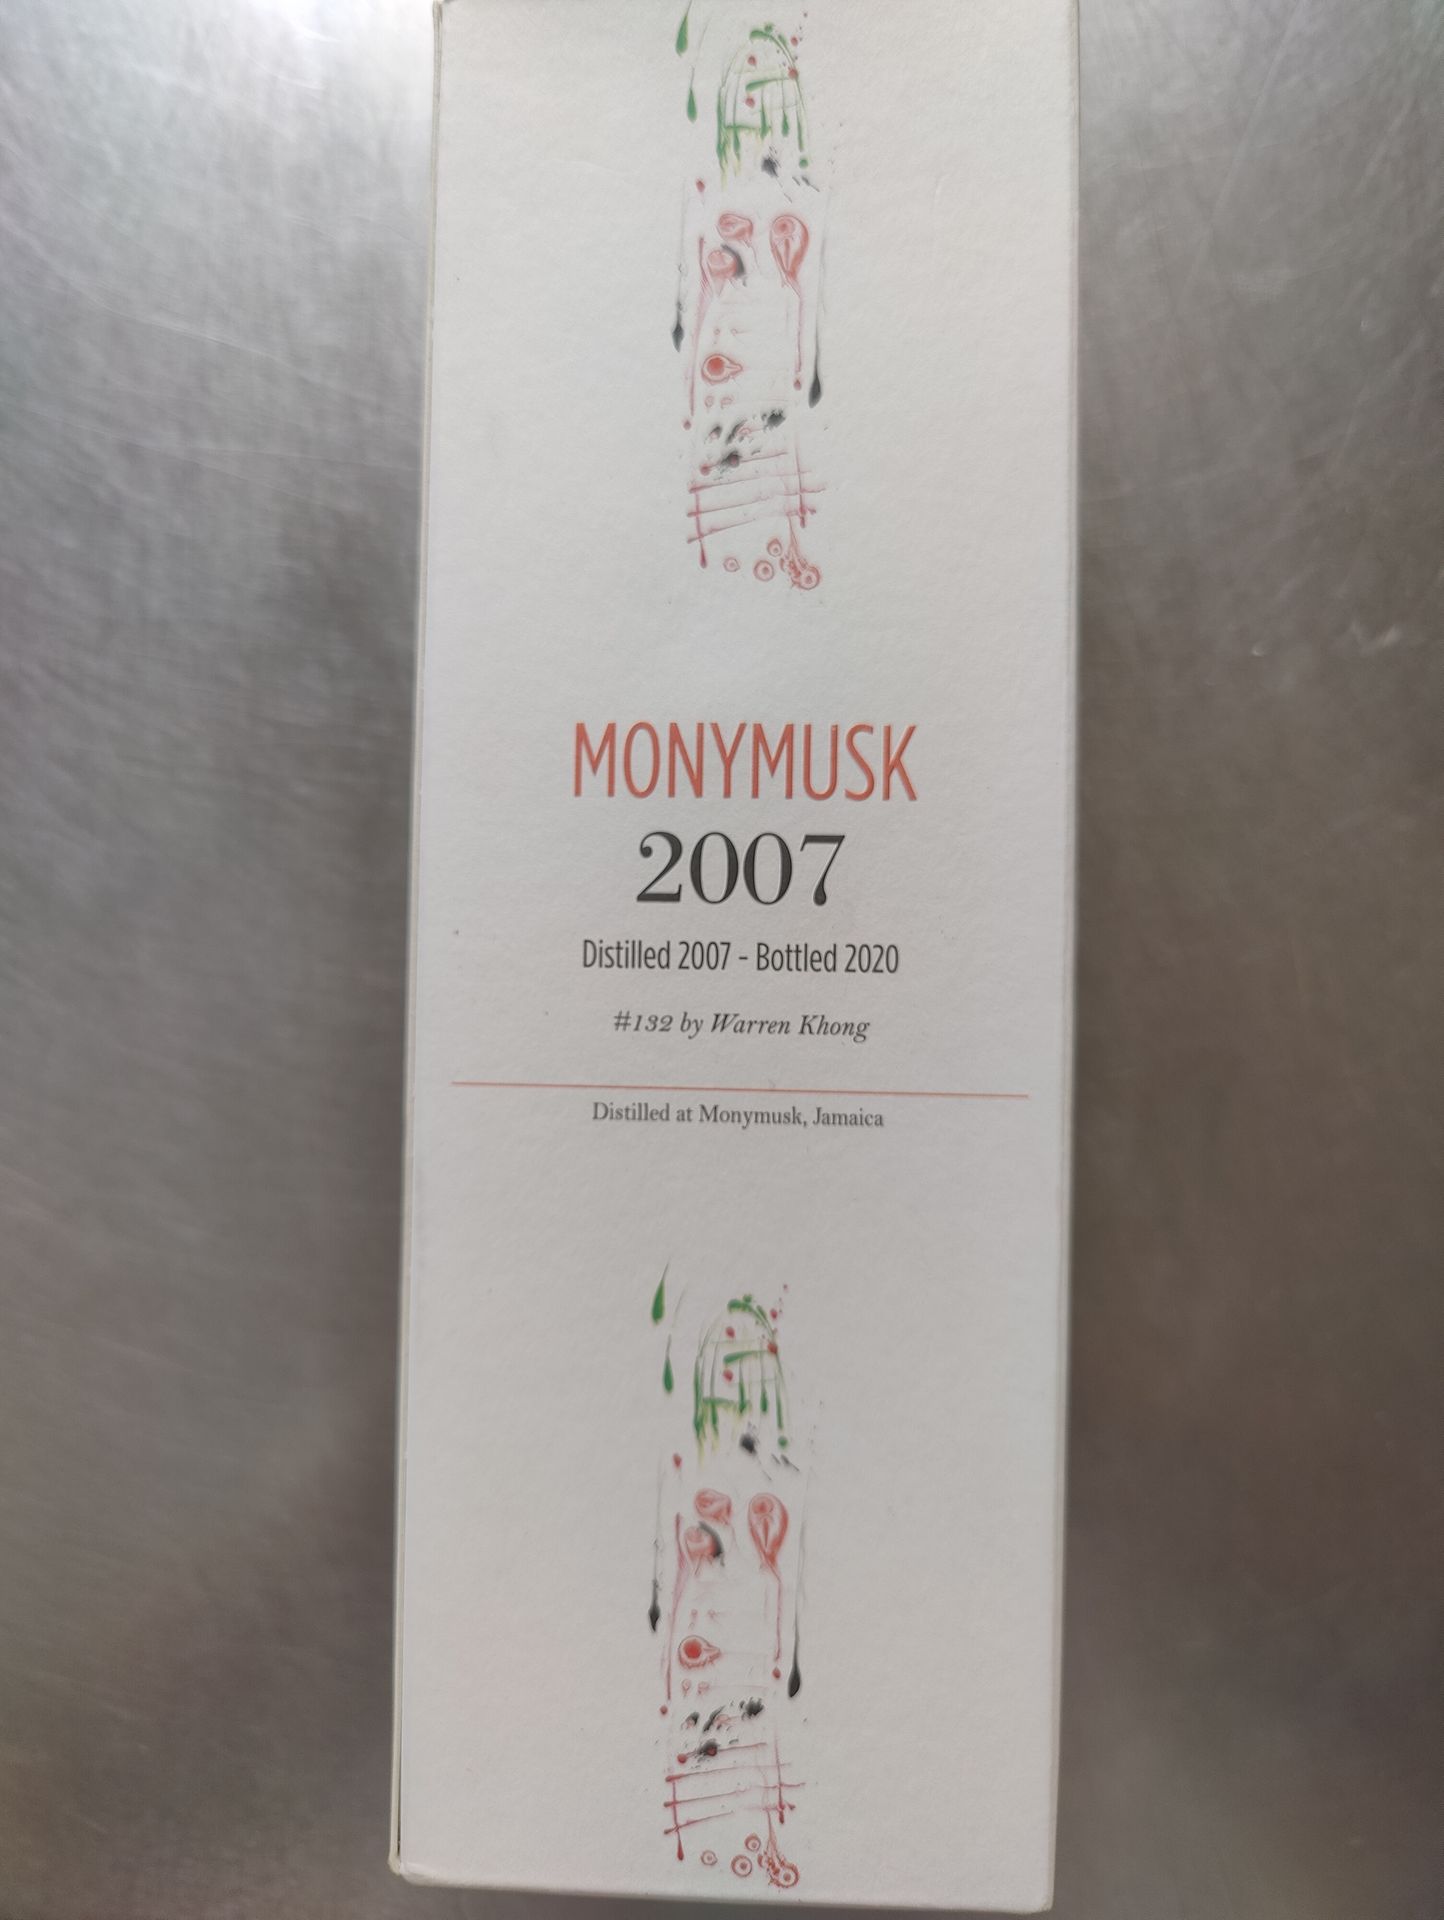 MONYMUSK
2007
Distilled 2007 - Bottled 2020
#132 by Warren Khong
Distilled at Monymusk, Jamaica